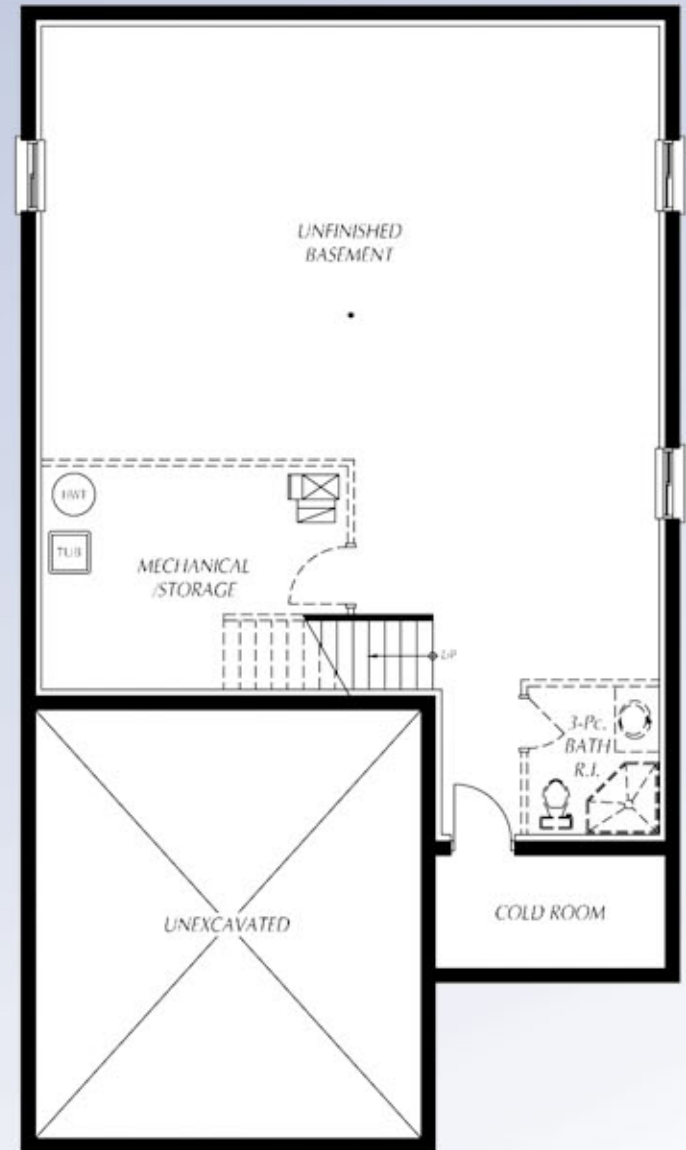 UNFINISHED
BASEMENT
HWT
TUB
MECHANICAL
/STORAGE
UP
3-Pc.
BATH
R.I.
UNEXCAVATED
COLD ROOM